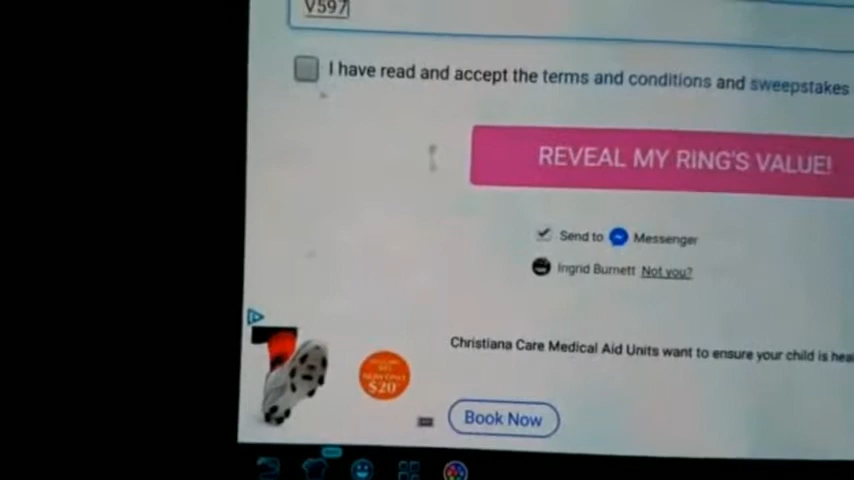 V597
I have read and accept the terms and conditions and sweepstakes
REVEAL MY RING'S VALUE!
Send to Messenger
Ingrid Burnett Not you?
Christiana Care Medical Aid Units want to ensure your child is hea
$20
Book Now